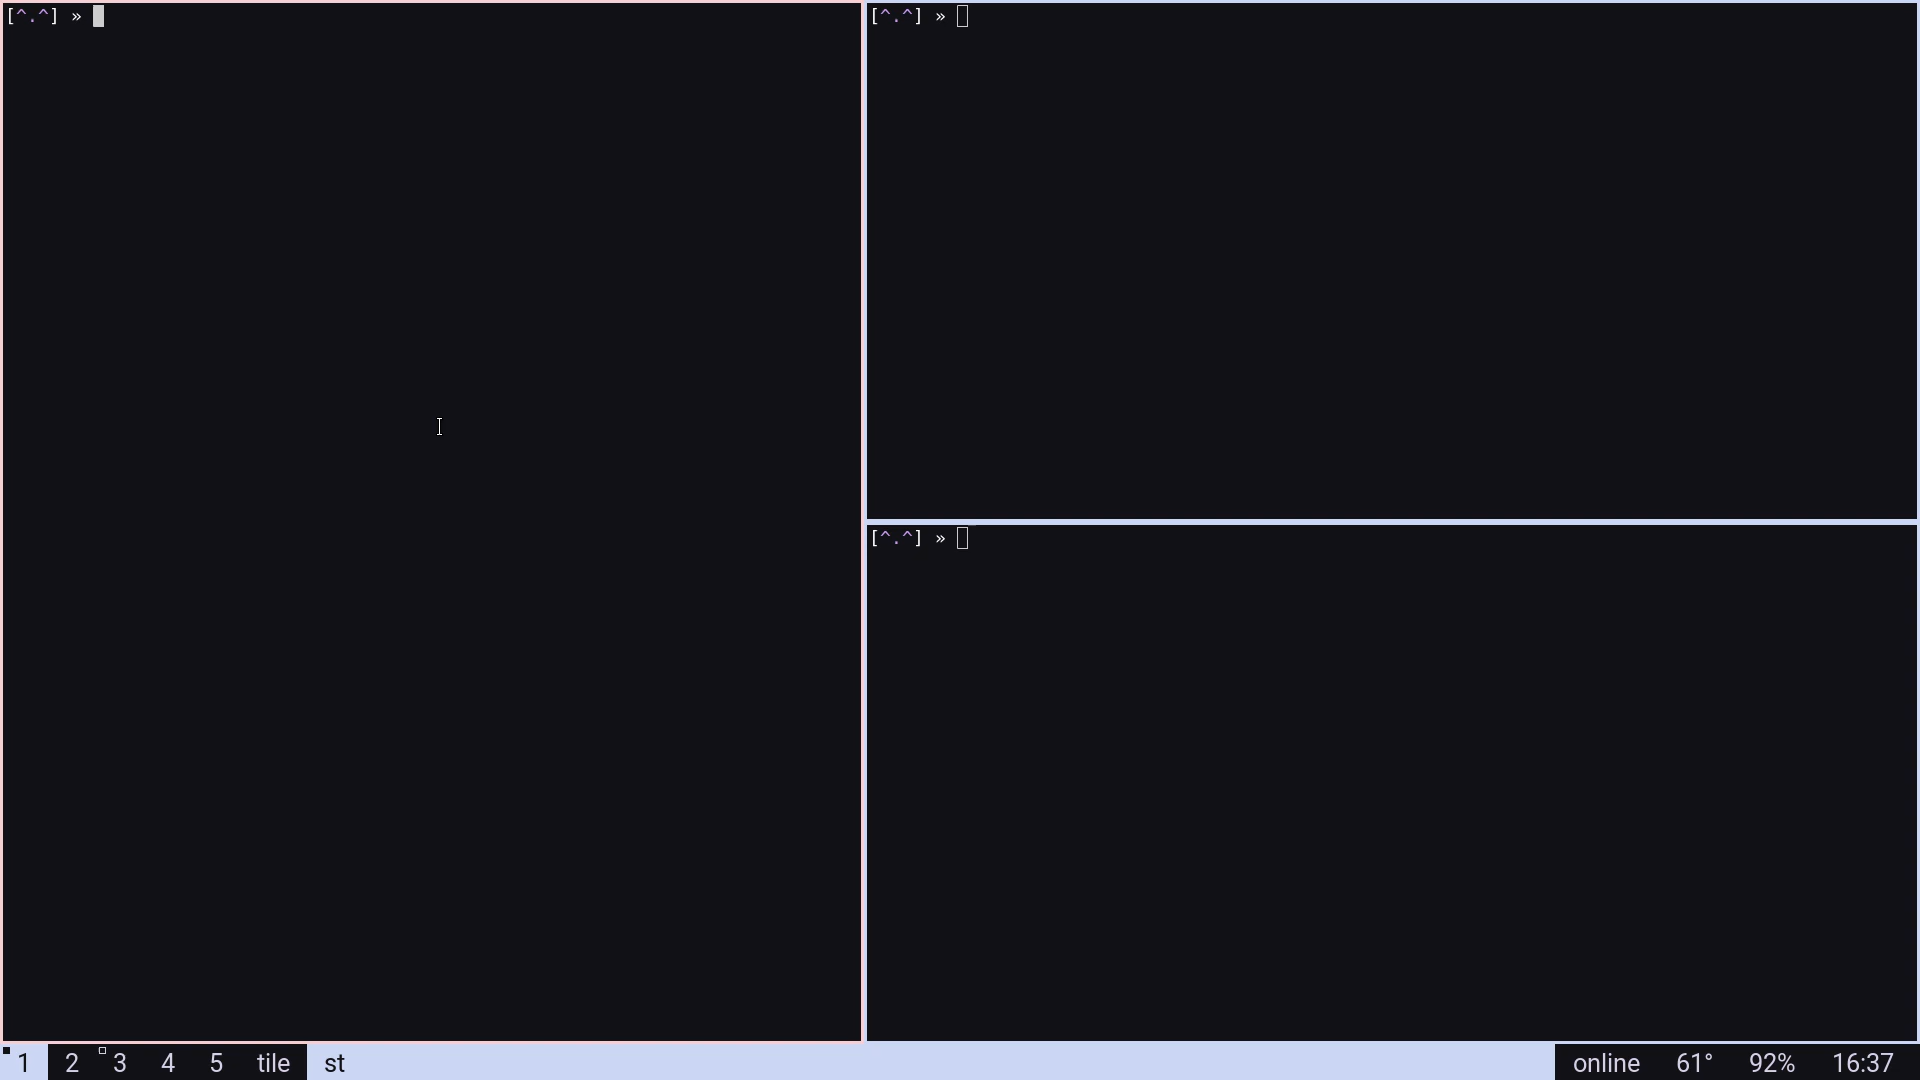 [^.^] »
[^.^] »
[^.^] »
1 2 3 4 5 tile st online 61° 92% 16:37